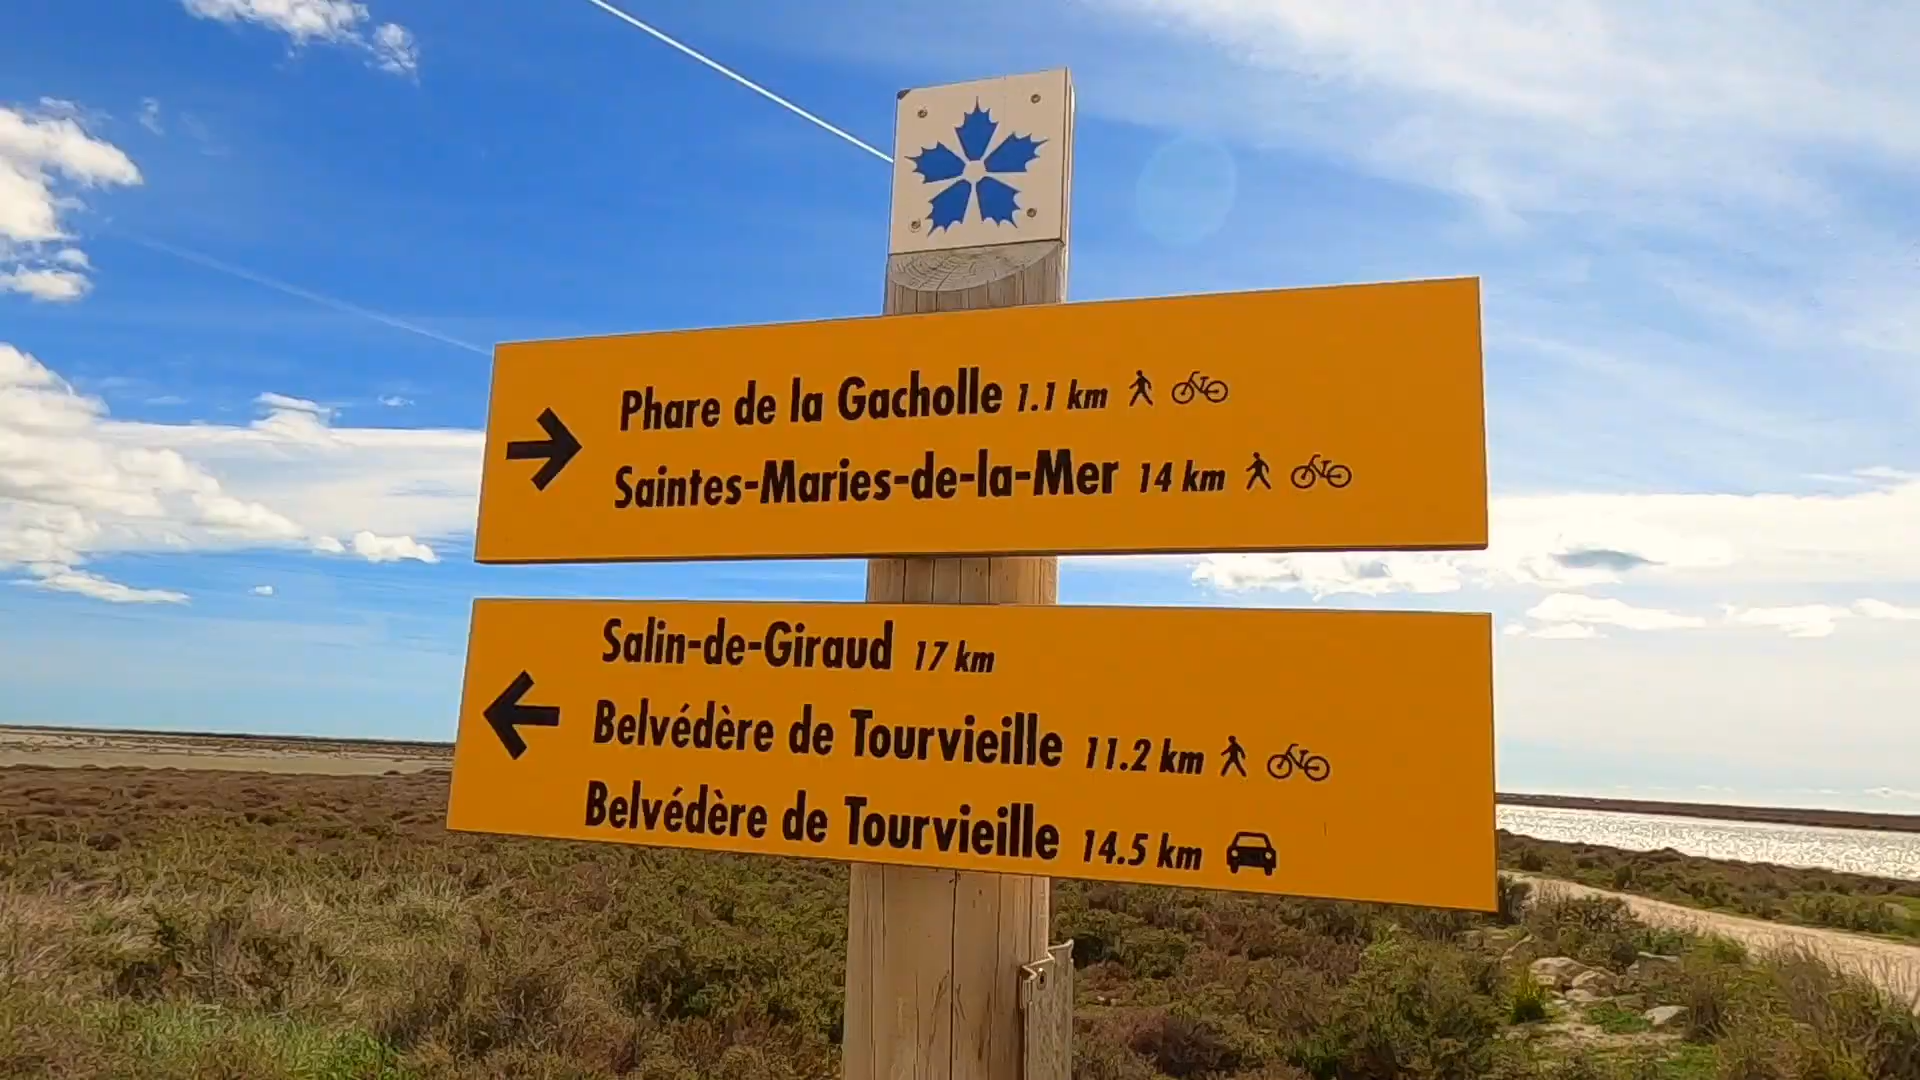 Phare de la Gacholle 1.1 km
Saintes-Maries-de-la-Mer 14 km
Salin-de-Giraud 17 km
Belvédère de Tourvieille 11.2 km
Belvédère de Tourvieille 14.5 km